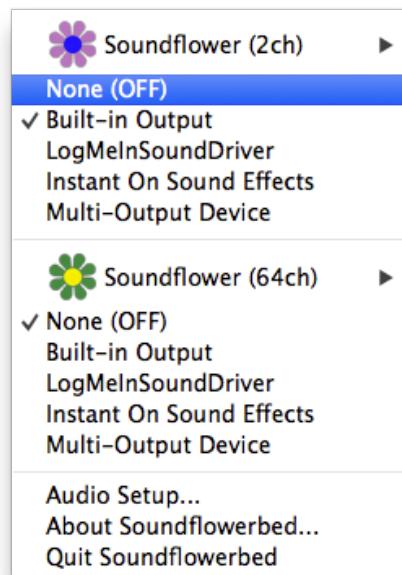 Soundflower (2ch)
None (OFF)
Built-in Output
LogMeInSoundDriver
Instant On Sound Effects
Multi-Output Device
Soundflower (64ch)
None (OFF)
Built-in Output
LogMeInSoundDriver
Instant On Sound Effects
Multi-Output Device
Audio Setup...
About Soundflowerbed...
Quit Soundflowerbed